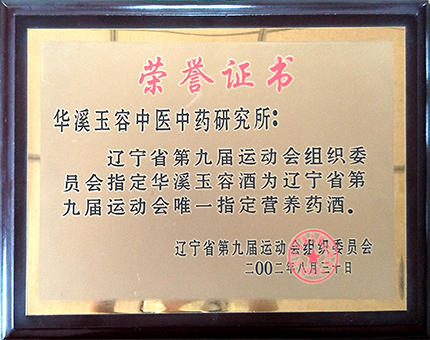 荣誉证书
华溪玉容中医中药研究所：
辽宁省第九届运动会组织委
员会指定华溪玉容酒为辽宁省第
九届运动会唯一指定营养药酒。
辽宁省第九届运动会组织委员会
二00二年八月三十日